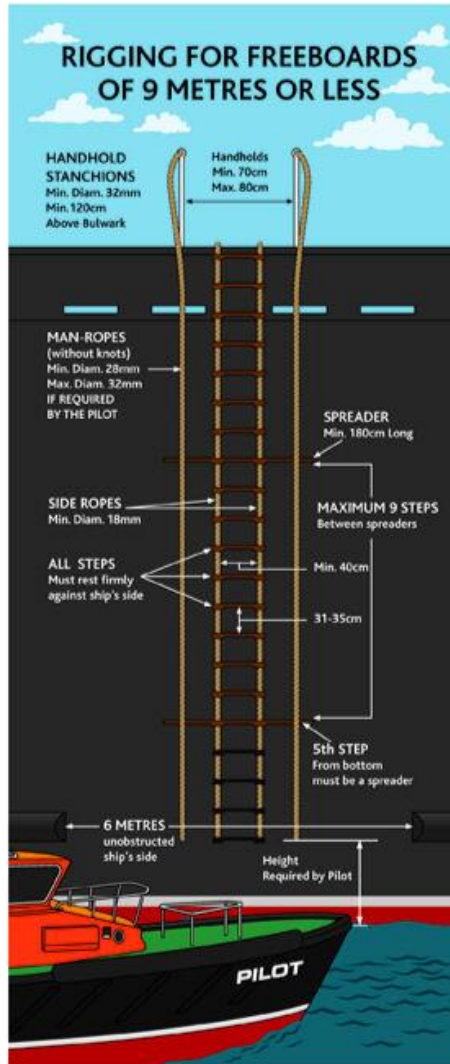 RIGGING FOR FREEBOARDS
OF 9 METRES OR LESS
HANDHOLD
STANCHIONS
Min. Diam. 32mm
Min.120cm
Above Bulwark
Handholds
Min. 70cm
Max. 80cm
MAN-ROPES
(without knots)
Min. Diam. 28mm
Max. Diam. 32mm
IF REQUIRED
BY THE PILOT
SPREADER
Min. 180cm Long
SIDE ROPES
Min. Diam. 18mm
MAXIMUM 9 STEPS
Between spreaders
ALL STEPS
Must rest firmly
against ship's side
Min. 40cm
31-35cm
5th STEP
From bottom
must be a spreader
6 METRES
unobstructed
ship's side
Height
Required by Pilot
PILOT